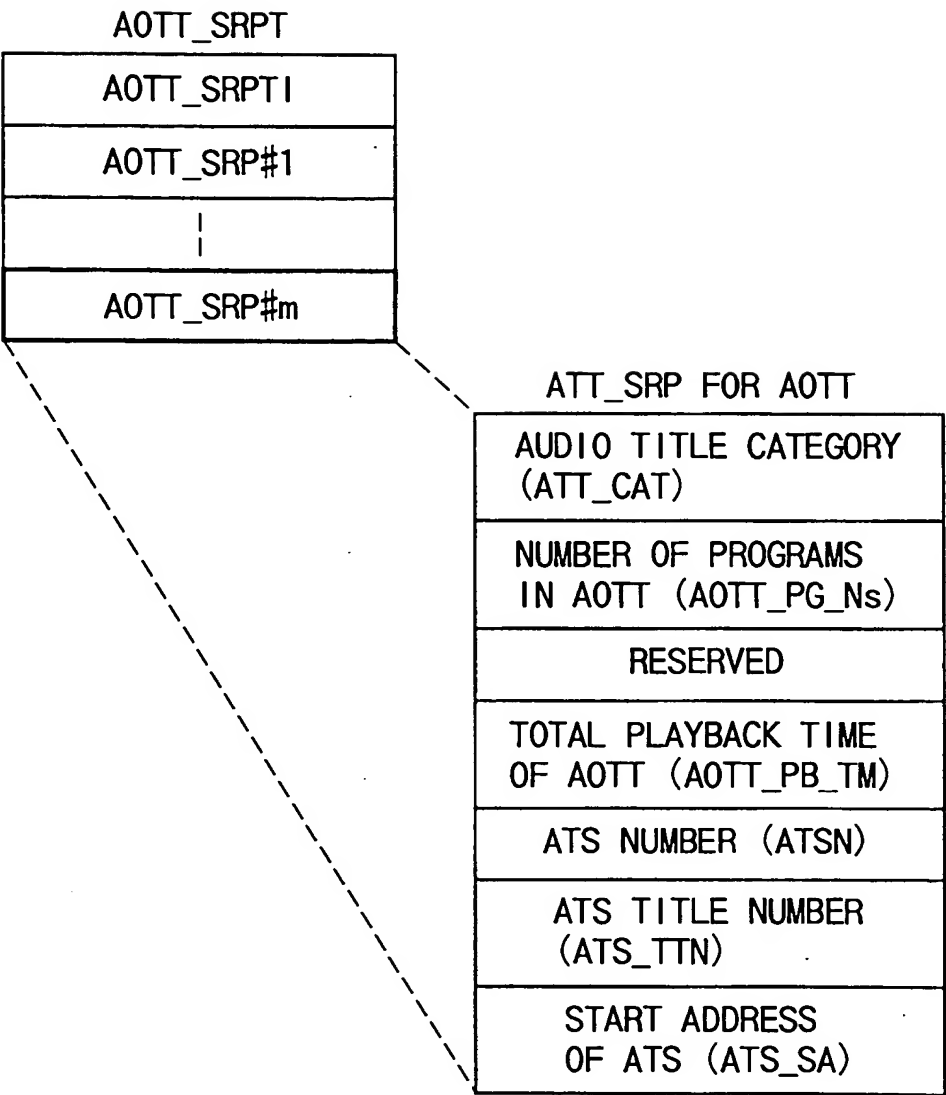 AOTT_SRPT
AOTT_SRPTI
AOTT_SRP#1
AOTT_SRP#m
ATT_SRP FOR AOTT
AUDIO TITLE CATEGORY
(ATT_CAT)
NUMBER OF PROGRAMS
IN AOTT (AOTT_PG_Ns)
RESERVED
TOTAL PLAYBACK TIME
OF AOTT (AOTT_PB_TM)
ATS NUMBER (ATSN)
ATS TITLE NUMBER
(ATS_TTN)
START ADDRESS
OF ATS (ATS_SA)